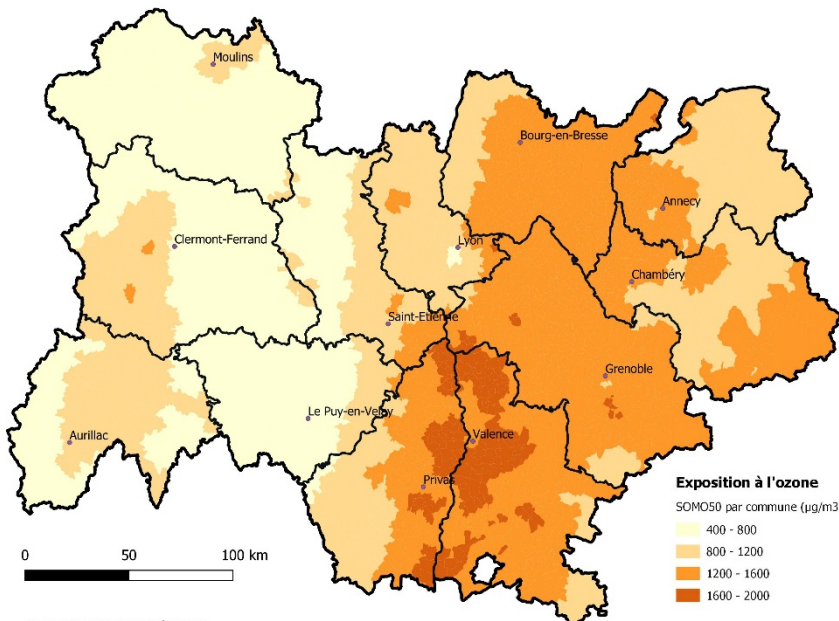 Moulins
Bourg-en-Bresse
Annecy
Clermont-Ferrand
Lyon
Chambéry
Saint-Etienne
Grenoble
Le Puy-en-Velay
Aurillac
Valence
Privas
Exposition à l'ozone
SOMO50 par commune (µg/m3
400 - 800
800 - 1200
1200 - 1600
1600 - 2000
0 50 100 km